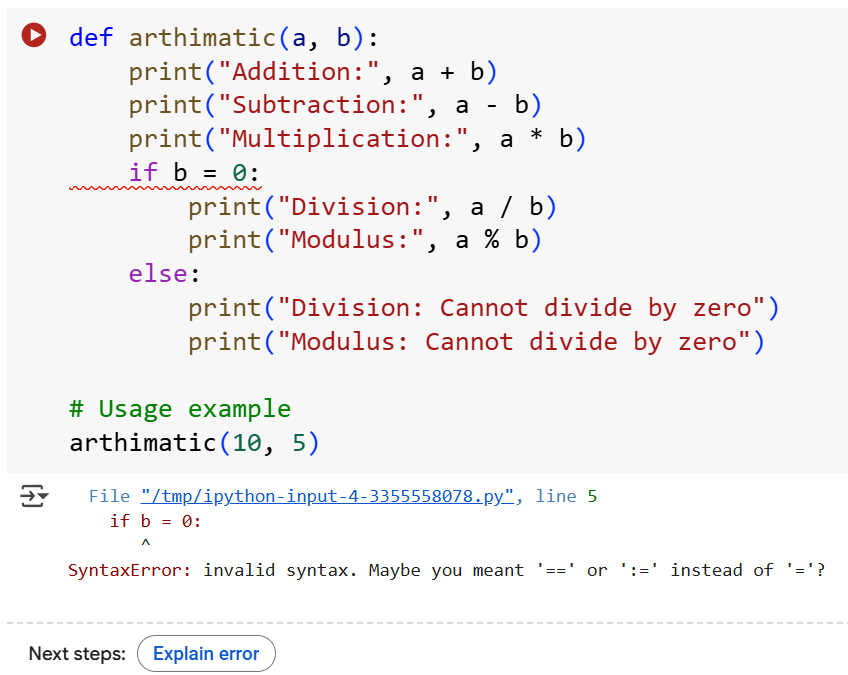 def arthimatic(a, b):
    print("Addition:", a + b)
    print("Subtraction:", a - b)
    print("Multiplication:", a * b)
    if b = 0:
        print("Division:", a / b)
        print("Modulus:", a % b)
    else:
        print("Division: Cannot divide by zero")
        print("Modulus: Cannot divide by zero")

# Usage example
arthimatic(10, 5)
File "/tmp/ipython-input-4-3355558078.py", line 5
    if b = 0:
       ^
SyntaxError: invalid syntax. Maybe you meant '==' or ':=' instead of '='?
Next steps: Explain error